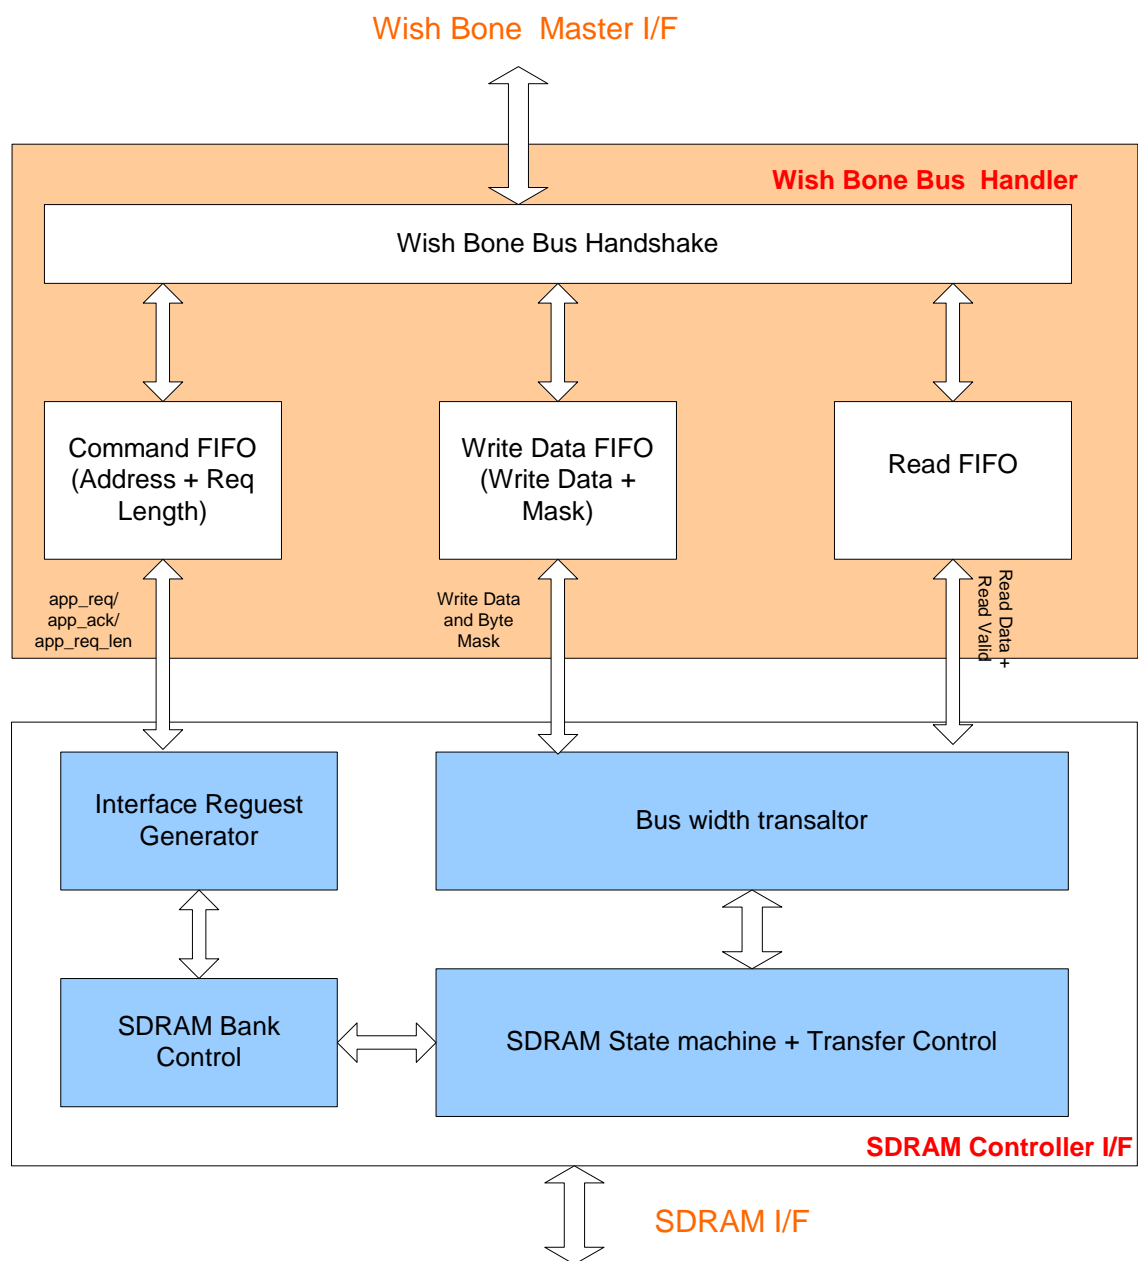 Wish Bone Master I/F
Wish Bone Bus Handler
Wish Bone Bus Handshake
Command FIFO
(Address + Req
Length)
Write Data FIFO
(Write Data +
Mask)
Read FIFO
app_req/
app_ack/
app_req_len
Write Data
and Byte
Mask
Read Data +
Read Valid
Interface Reguest
Generator
Bus width transaltor
SDRAM Bank
Control
SDRAM State machine + Transfer Control
SDRAM Controller I/F
SDRAM I/F